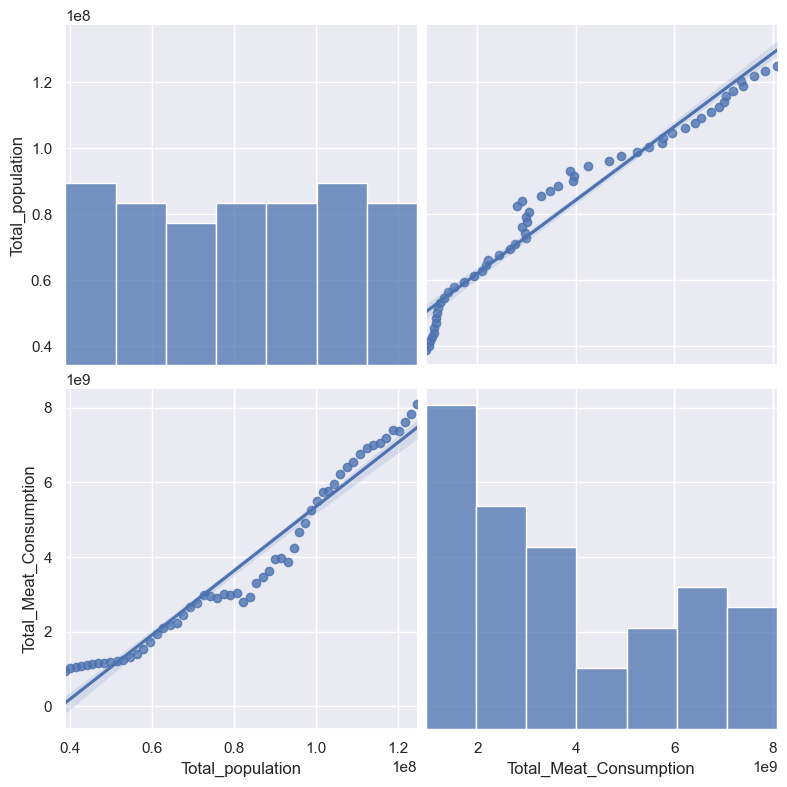 1e8
Total_population
1.2
1.0
0.8
0.6
0.4
1e9
Total_Meat_Consumption
8
6
4
2
0
0.4 0.6 0.8 1.0 1.2
Total_population 1e8
2 4 6 8
Total_Meat_Consumption 1e9